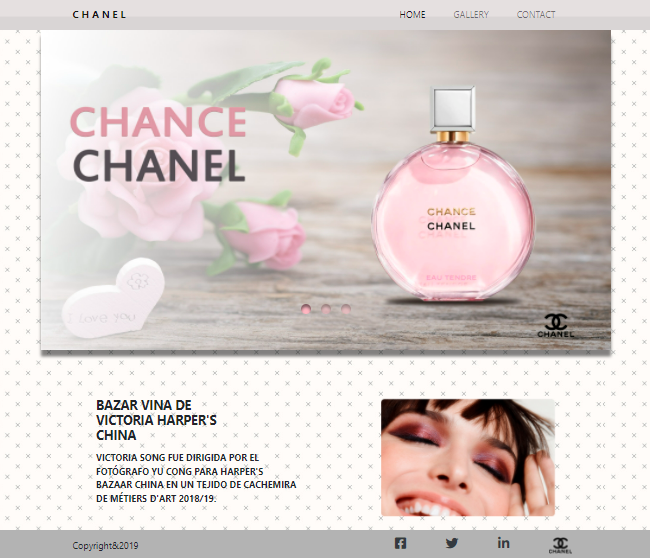 CHANEL
HOME GALLERY CONTACT
CHANCE
CHANEL
CHANCE
CHANEL
EAU TENDRE
I love you
CHANEL
BAZAR VINA DE
VICTORIA HARPER'S
CHINA
VICTORIA SONG FUE DIRIGIDA POR EL
FOTÓGRAFO YU CONG PARA HARPER'S
BAZAAR CHINA EN UN TEJIDO DE CACHEMIRA
DE MÉTIERS D'ART 2018/19.
Copyright&2019
CHANEL